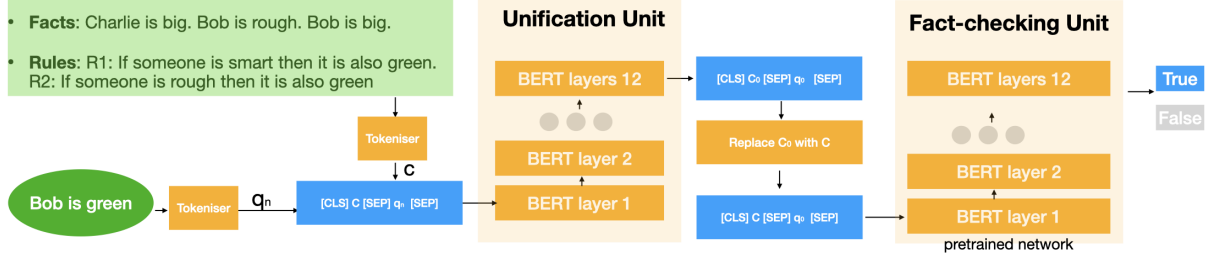 • Facts: Charlie is big. Bob is rough. Bob is big.
• Rules: R1: If someone is smart then it is also green.
R2: If someone is rough then it is also green
Tokeniser
C
Bob is green
Tokeniser
qn
[CLS] C [SEP] qn [SEP]
Unification Unit
BERT layers 12
BERT layer 2
BERT layer 1
[CLS] C0 [SEP] q0 [SEP]
Replace C0 with C
[CLS] C [SEP] q0 [SEP]
Fact-checking Unit
BERT layers 12
BERT layer 2
BERT layer 1
pretrained network
True
False